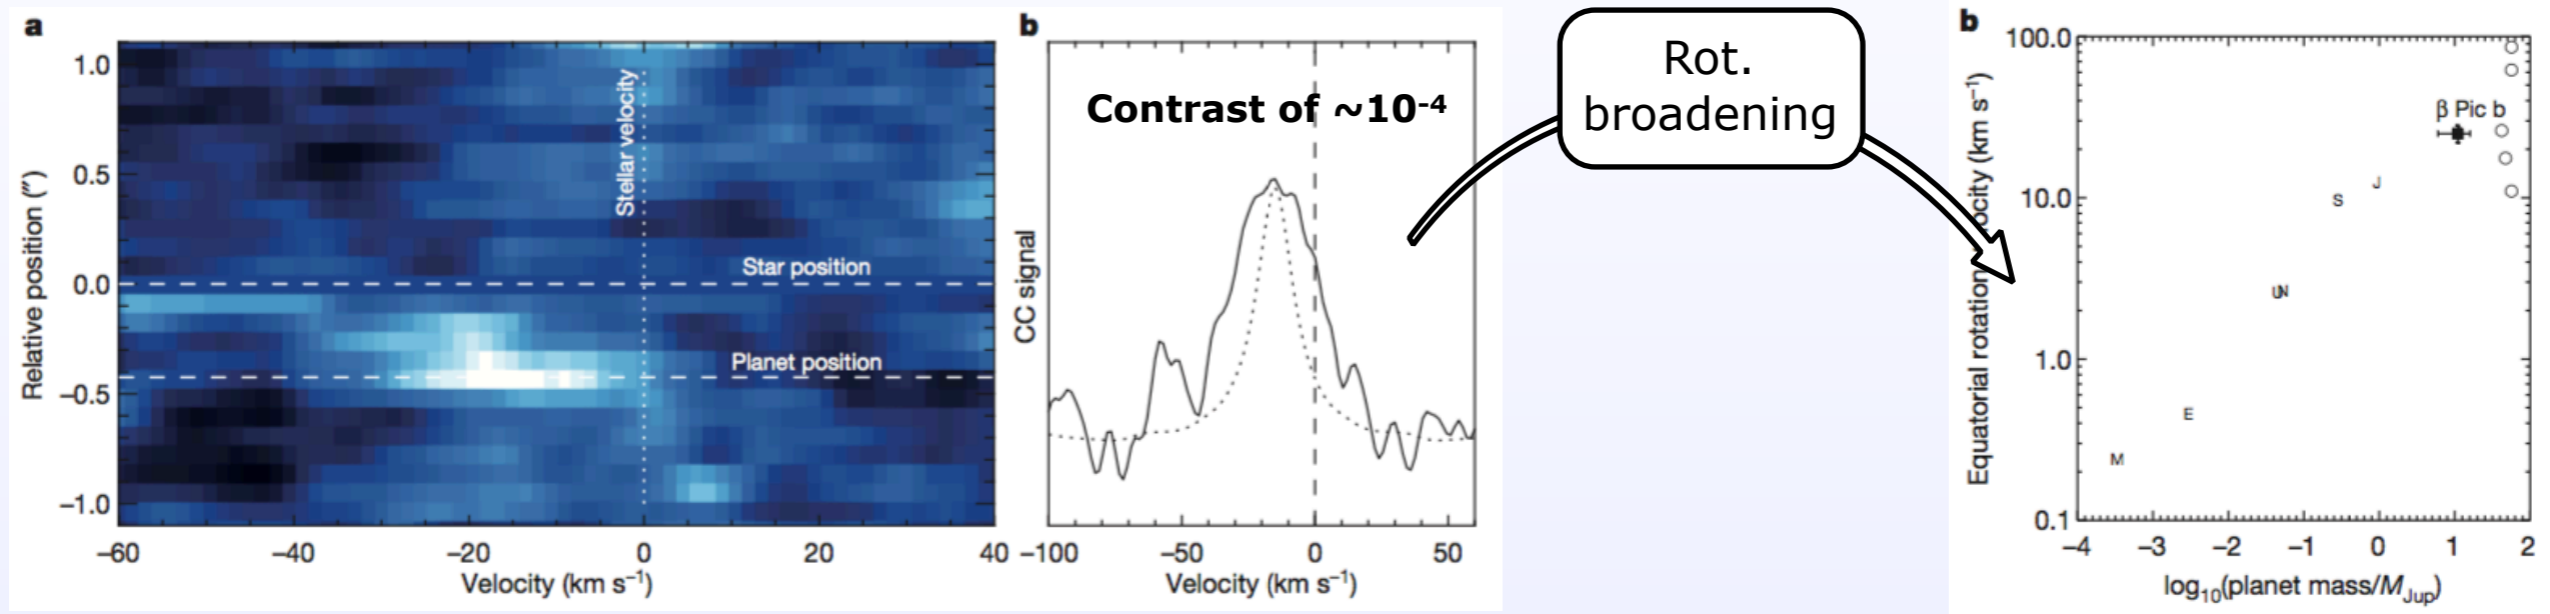 a
Relative position (″)
1.0
0.5
0.0
−0.5
−1.0
Stellar velocity
Star position
Planet position
−60 −40 −20 0 20 40
Velocity (km s⁻¹)
b
Contrast of ~10⁻⁴
CC signal
−100 −50 0 50
Velocity (km s⁻¹)
Rot.
broadening
b
Equatorial rotation ocity (km s⁻¹)
100.0
10.0
1.0
0.1
β Pic b
J
S
UN
E
M
−4 −3 −2 −1 0 1 2
log₁₀(planet mass/M_Jup)